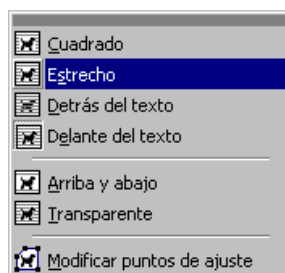 Cuadrado
Estrecho
Detrás del texto
Delante del texto
Arriba y abajo
Transparente
Modificar puntos de ajuste